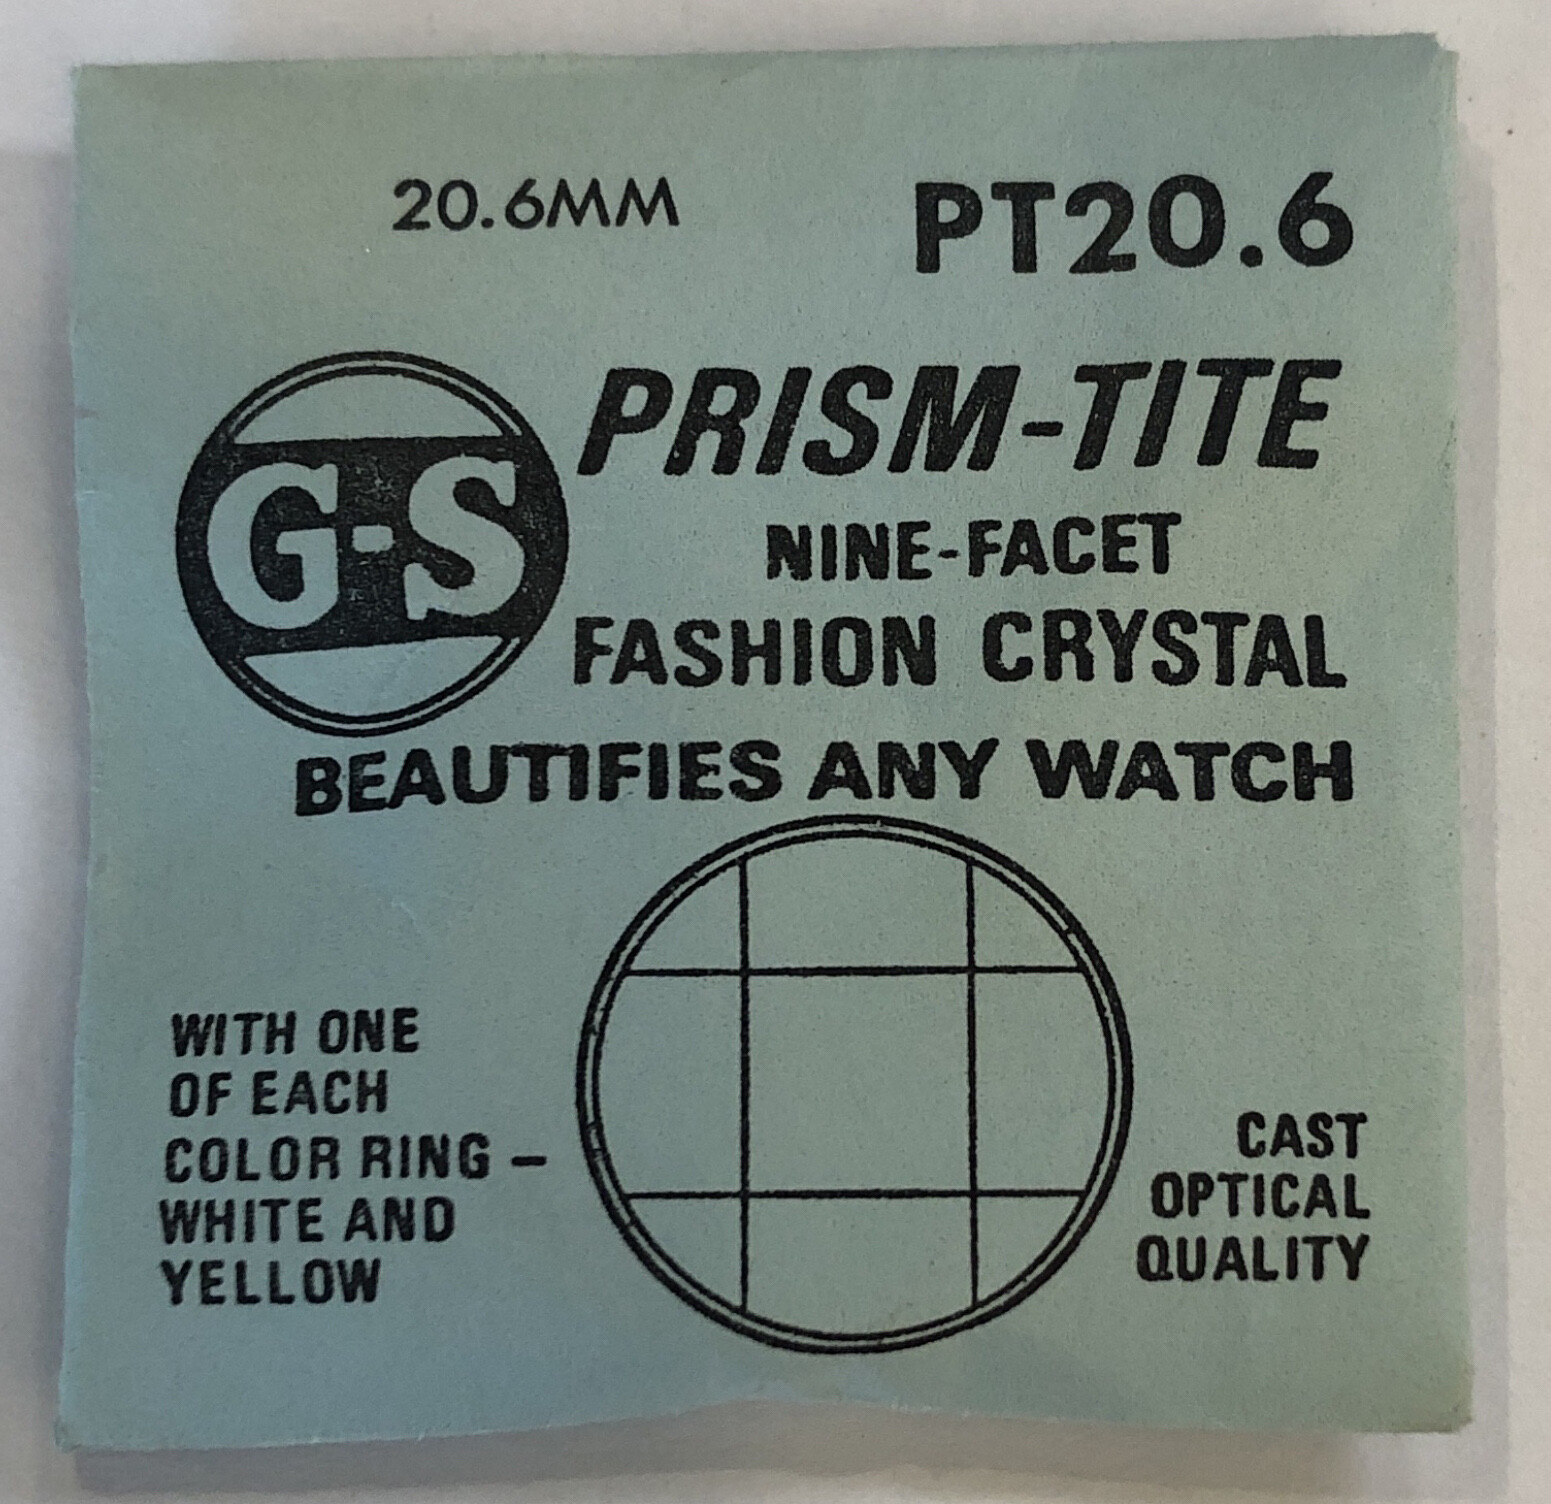 20.6MM
PT20.6
G-S
PRISM-TITE
NINE-FACET
FASHION CRYSTAL
BEAUTIFIES ANY WATCH
WITH ONE
OF EACH
COLOR RING –
WHITE AND
YELLOW
CAST
OPTICAL
QUALITY